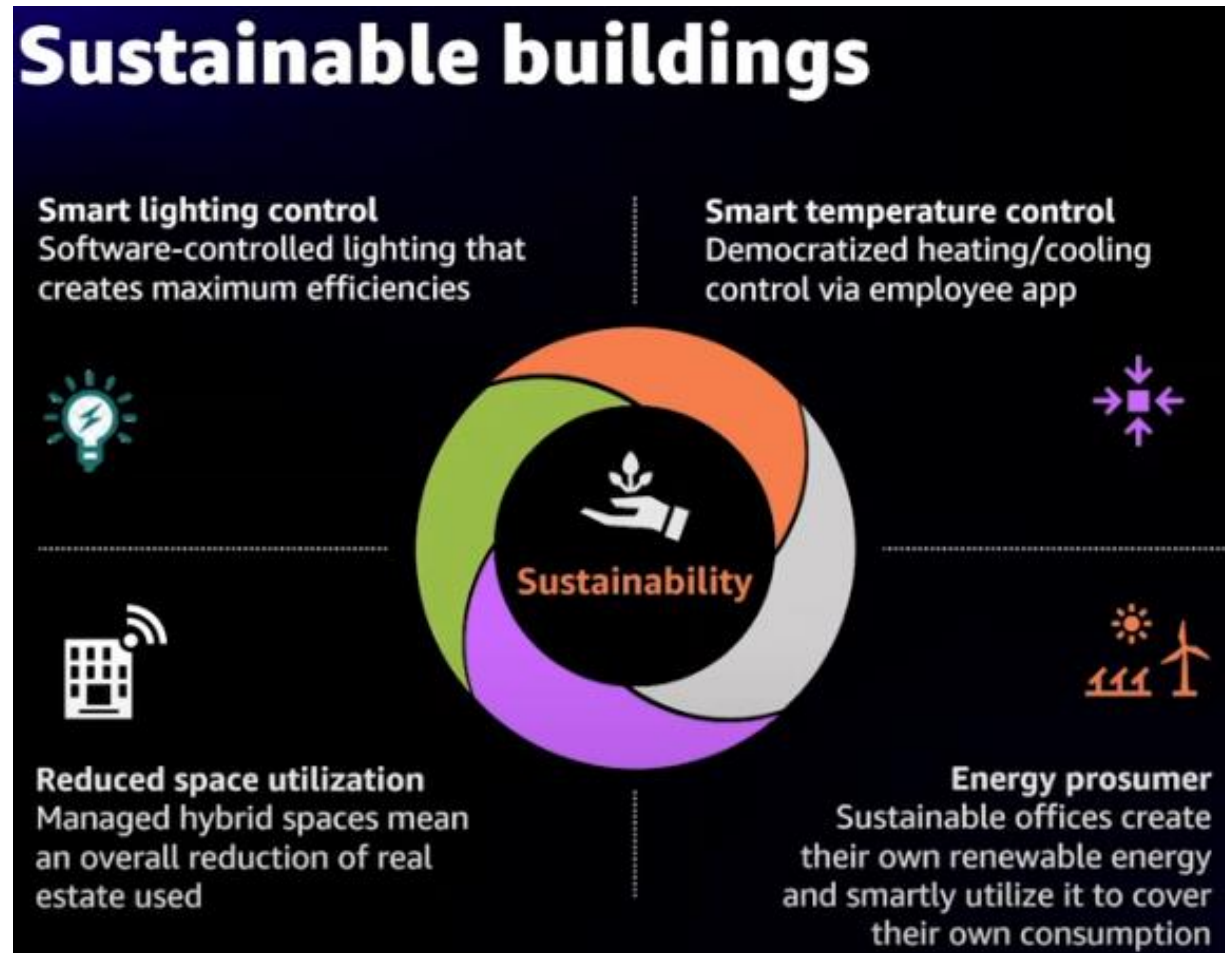 Sustainable buildings
Smart lighting control
Software-controlled lighting that
creates maximum efficiencies
Smart temperature control
Democratized heating/cooling
control via employee app
Sustainability
Reduced space utilization
Managed hybrid spaces mean
an overall reduction of real
estate used
Energy prosumer
Sustainable offices create
their own renewable energy
and smartly utilize it to cover
their own consumption